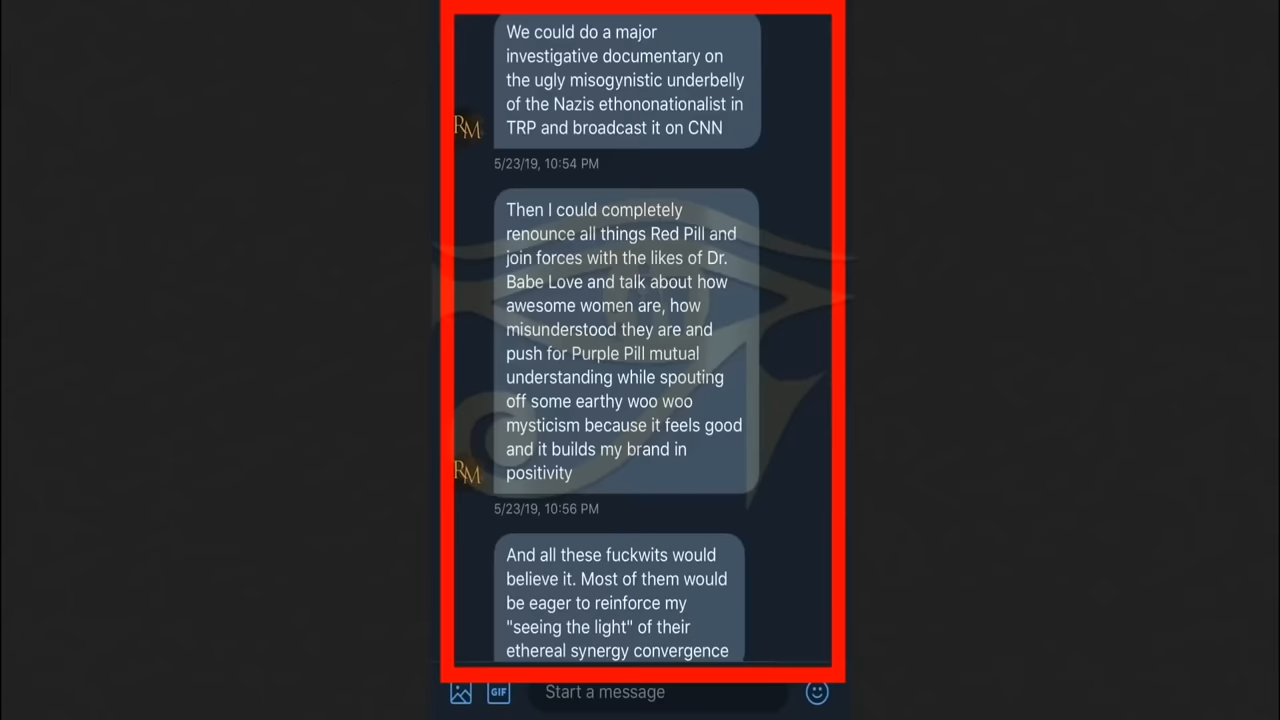 We could do a major
investigative documentary on
the ugly misogynistic underbelly
of the Nazis ethononationalist in
TRP and broadcast it on CNN
RM
5/23/19, 10:54 PM
Then I could completely
renounce all things Red Pill and
join forces with the likes of Dr.
Babe Love and talk about how
awesome women are, how
misunderstood they are and
push for Purple Pill mutual
understanding while spouting
off some earthy woo woo
mysticism because it feels good
and it builds my brand in
positivity
RM
5/23/19, 10:56 PM
And all these fuckwits would
believe it. Most of them would
be eager to reinforce my
"seeing the light" of their
ethereal synergy convergence
GIF
Start a message